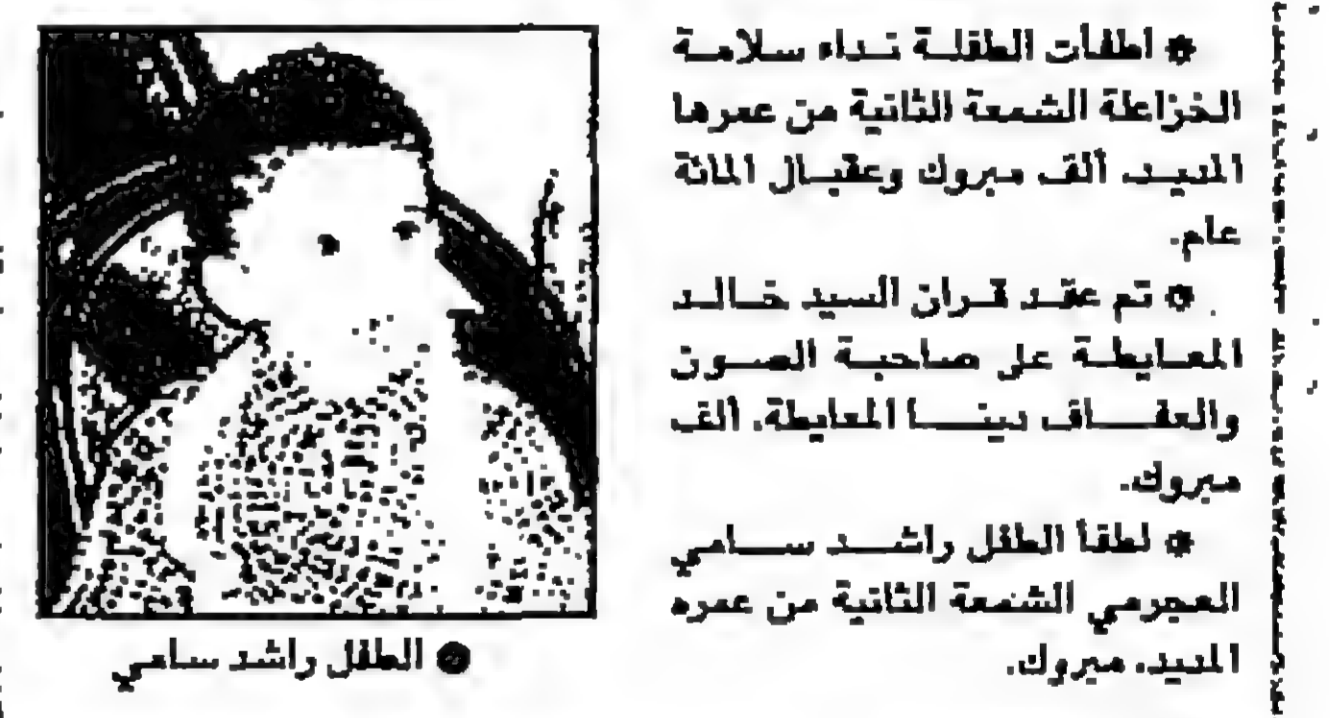 * اطفأت الطفلة نداء سلامة
الخزاعلة الشمعة الثانية من عمرها
المديد، ألف مبروك وعقبال المائة
عام.
* تم عقد قران السيد خالد
المعايطة على صاحبة الصون
والعفاف دينا المعايطة، ألف
مبروك.
* اطفأ الطفل راشد سامي
العجرمي الشمعة الثانية من عمره
المديد، مبروك.
● الطفل راشد سامي